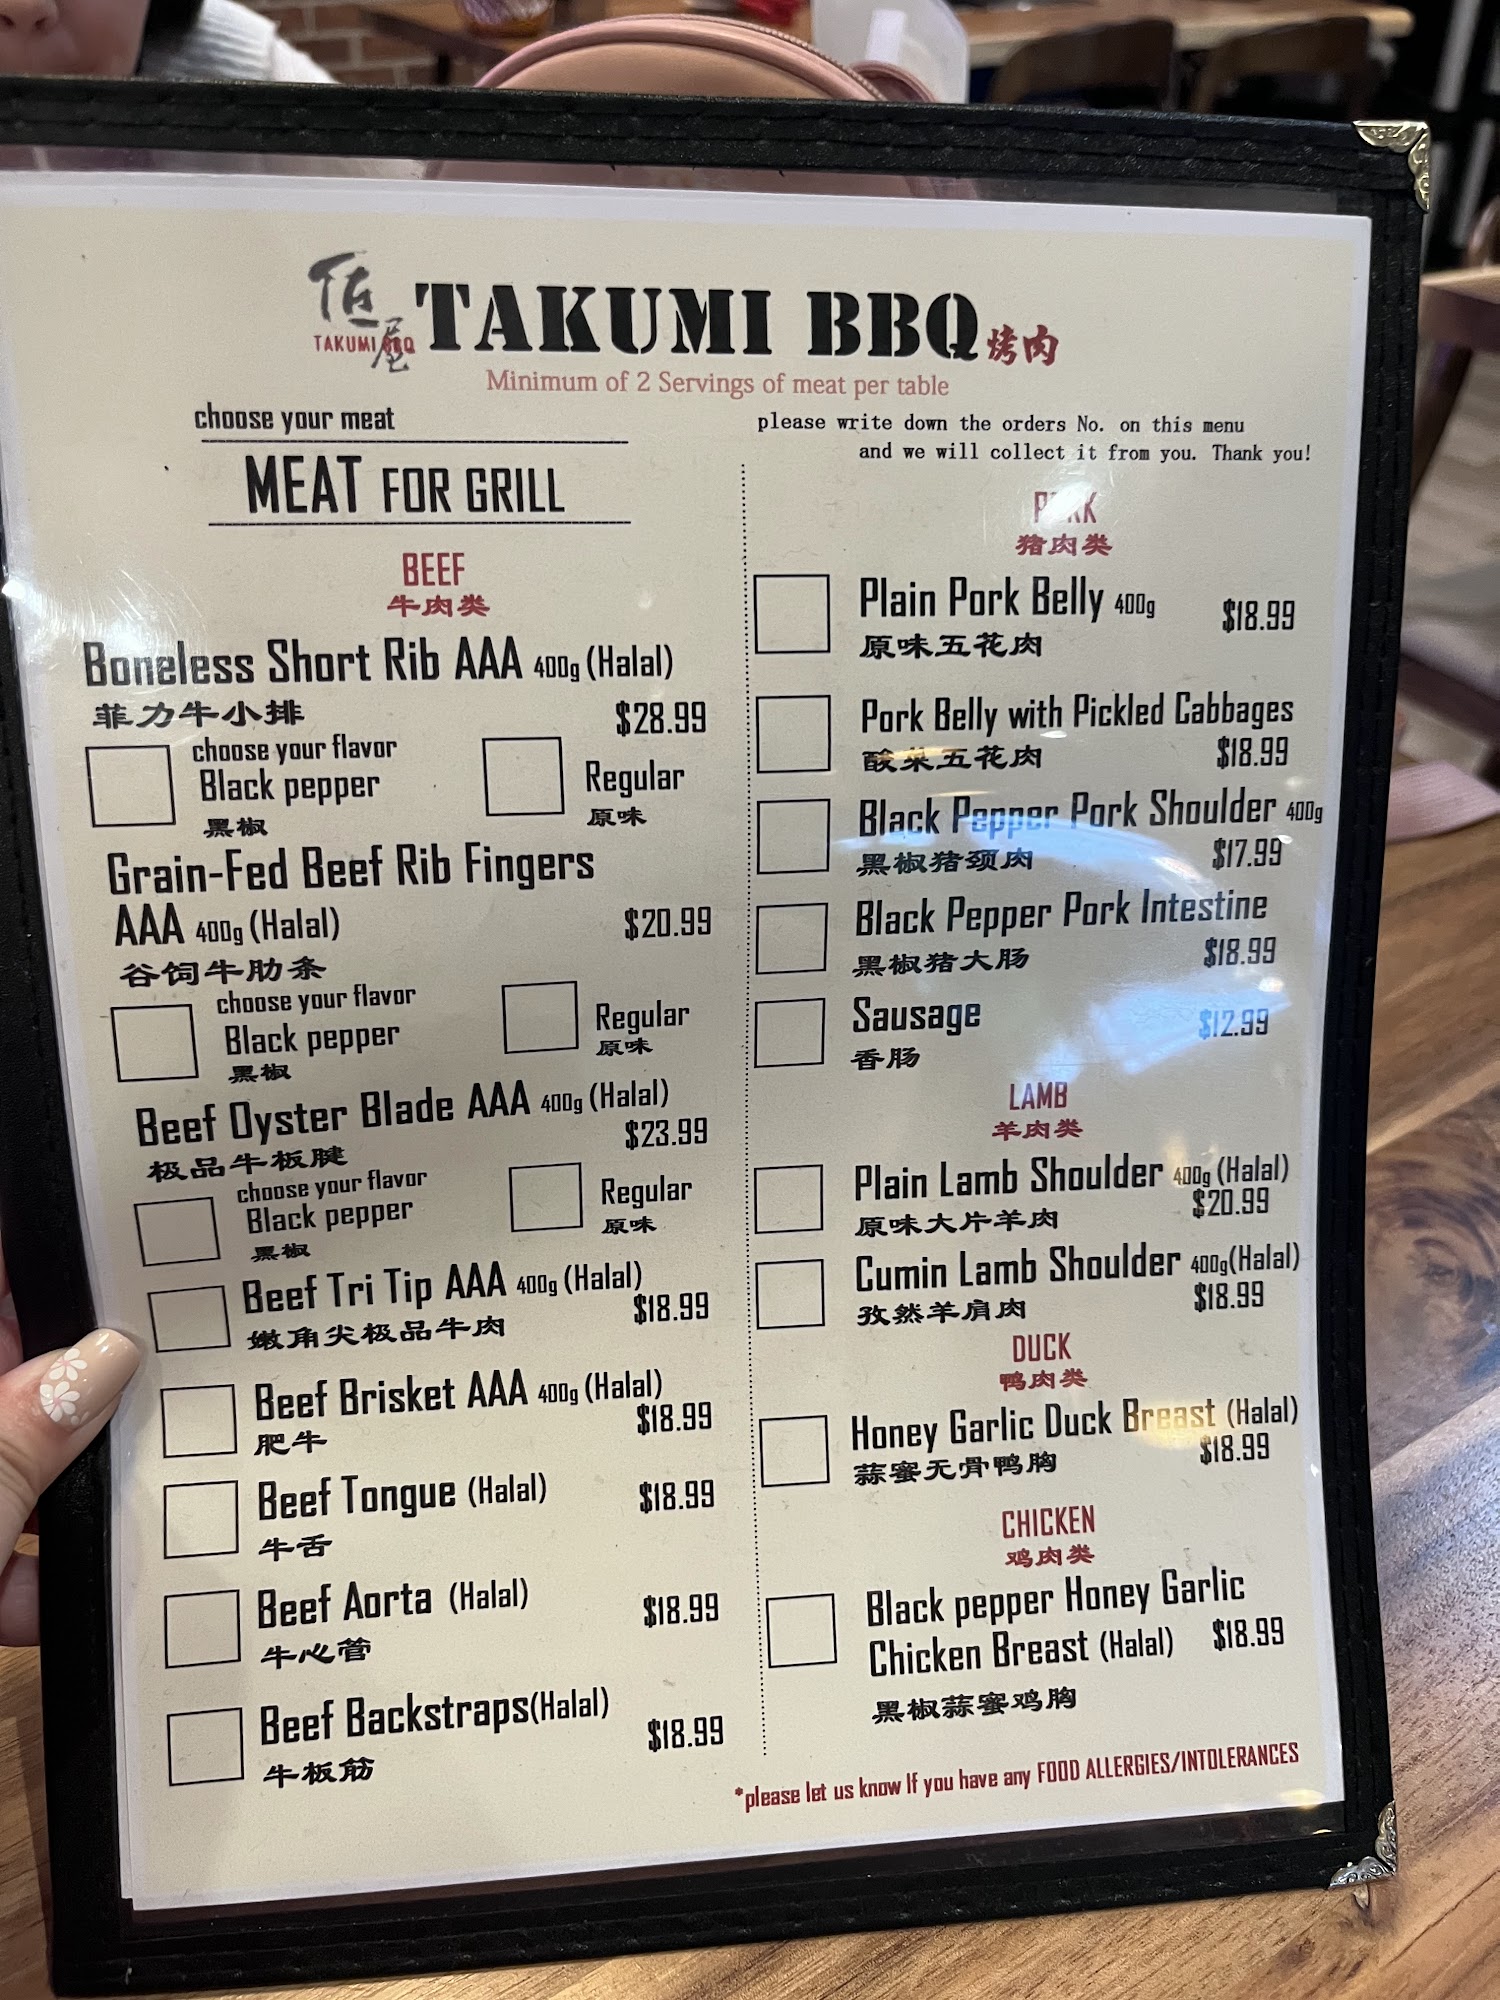 TAKUMI BBQ
TAKUMI BBQ 烤肉
Minimum of 2 Servings of meat per table
choose your meat
MEAT FOR GRILL
BEEF
牛肉类
Boneless Short Rib AAA 400g (Halal)
菲力牛小排 $28.99
choose your flavor
Black pepper
黑椒
Regular
原味
Grain-Fed Beef Rib Fingers
AAA 400g (Halal) $20.99
谷饲牛肋条
choose your flavor
Black pepper
黑椒
Regular
原味
Beef Oyster Blade AAA 400g (Halal)
$23.99
极品牛板腱
choose your flavor
Black pepper
黑椒
Regular
原味
Beef Tri Tip AAA 400g (Halal)
$18.99
嫩角尖极品牛肉
Beef Brisket AAA 400g (Halal)
$18.99
肥牛
Beef Tongue (Halal) $18.99
牛舌
Beef Aorta (Halal) $18.99
牛心管
Beef Backstraps(Halal) $18.99
牛板筋
please write down the orders No. on this menu
and we will collect it from you. Thank you!
PORK
猪肉类
Plain Pork Belly 400g $18.99
原味五花肉
Pork Belly with Pickled Cabbages
酸菜五花肉 $18.99
Black Pepper Pork Shoulder 400g
黑椒猪颈肉 $17.99
Black Pepper Pork Intestine
黑椒猪大肠 $18.99
Sausage $12.99
香肠
LAMB
羊肉类
Plain Lamb Shoulder 400g (Halal)
$20.99
原味大片羊肉
Cumin Lamb Shoulder 400g(Halal)
$18.99
孜然羊肩肉
DUCK
鸭肉类
Honey Garlic Duck Breast (Halal)
$18.99
蒜蜜无骨鸭胸
CHICKEN
鸡肉类
Black pepper Honey Garlic
Chicken Breast (Halal) $18.99
黑椒蒜蜜鸡胸
*please let us know If you have any FOOD ALLERGIES/INTOLERANCES